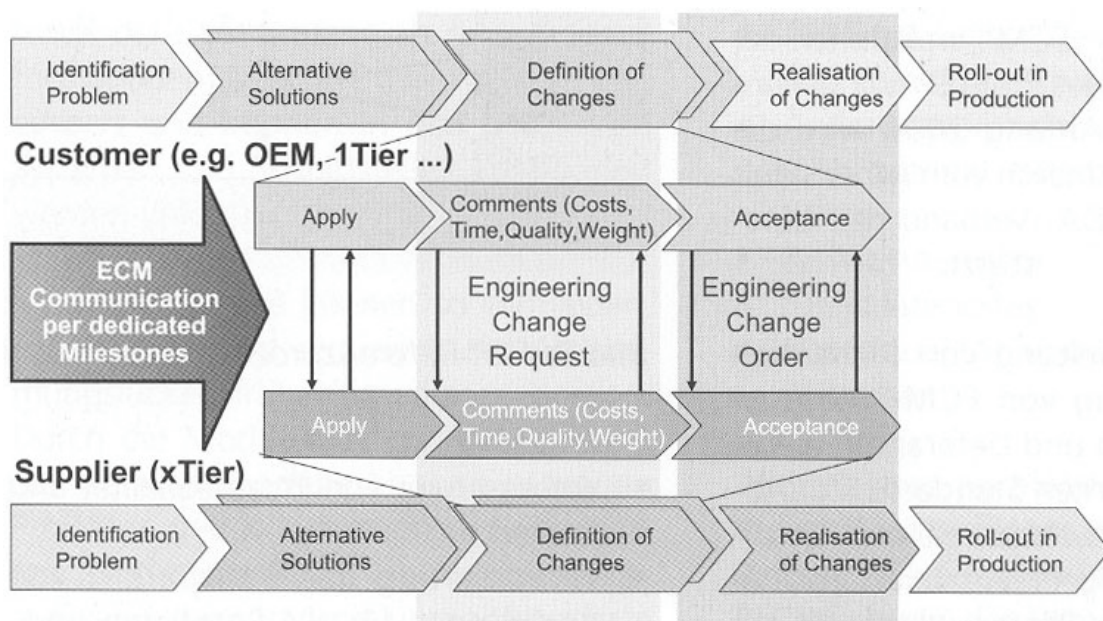 Identification
Problem
Alternative
Solutions
Definition of
Changes
Realisation
of Changes
Roll-out in
Production
Customer (e.g. OEM, 1Tier ...)
Apply
Comments (Costs,
Time,Quality,Weight)
Acceptance
ECM
Communication
per dedicated
Milestones
Engineering
Change
Request
Engineering
Change
Order
Apply
Comments (Costs,
Time,Quality,Weight)
Acceptance
Supplier (xTier)
Identification
Problem
Alternative
Solutions
Definition of
Changes
Realisation
of Changes
Roll-out in
Production